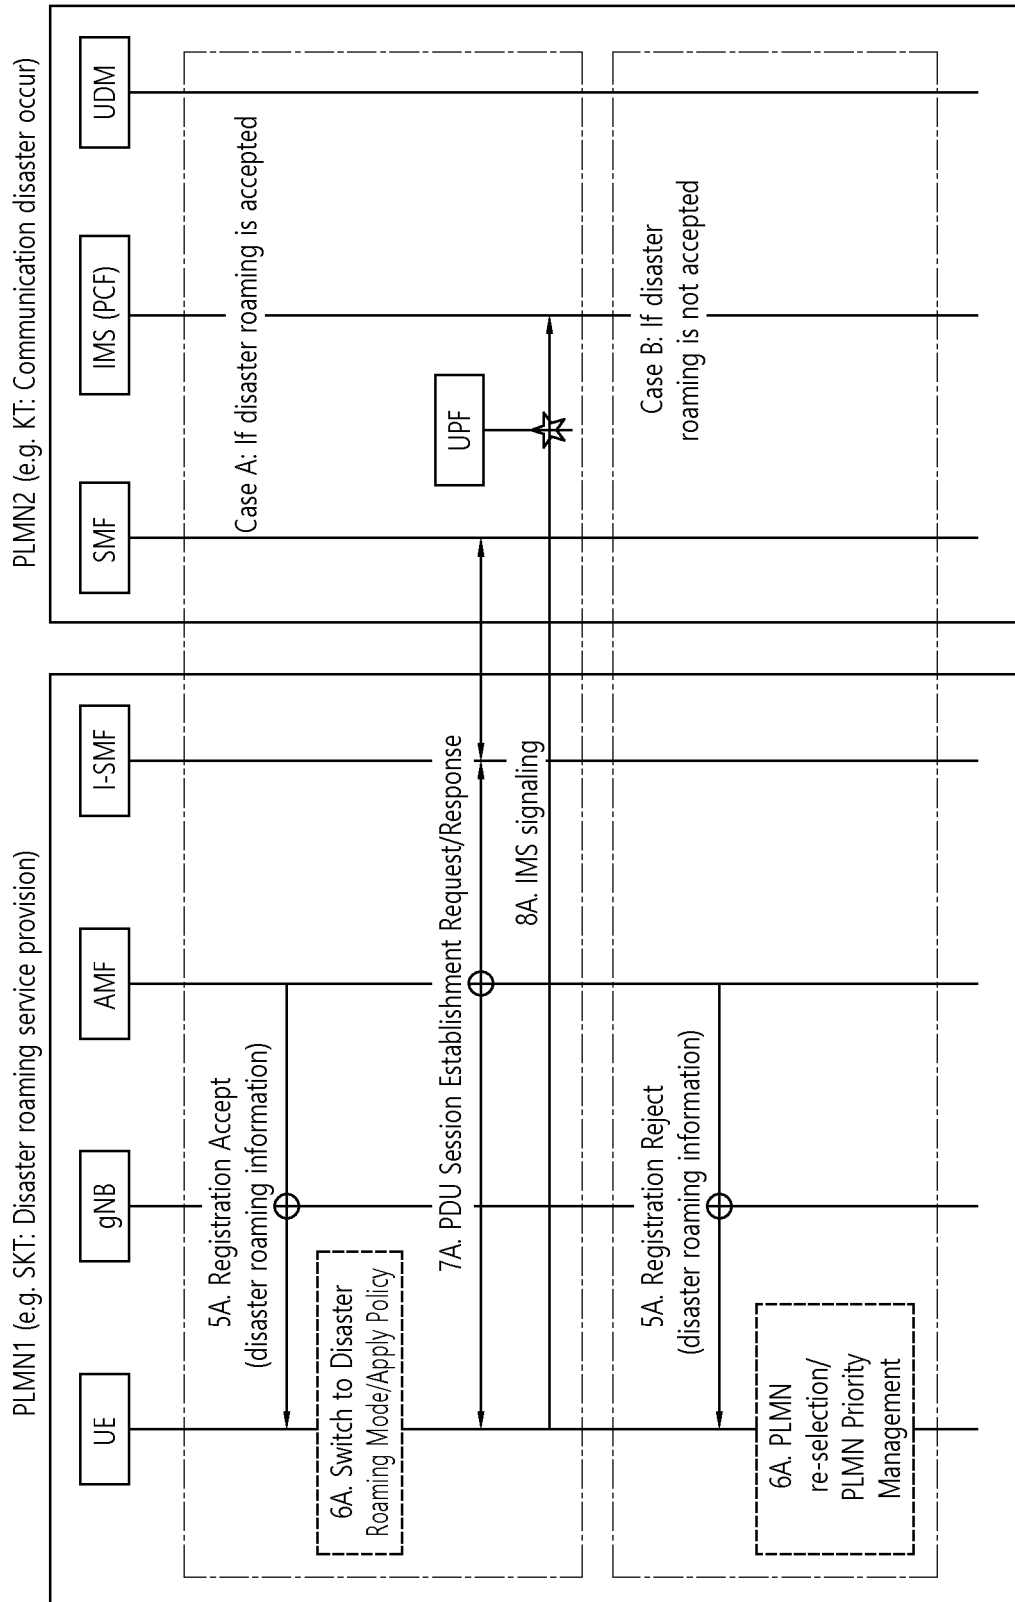 PLMN1 (e.g. SKT: Disaster roaming service provision)
PLMN2 (e.g. KT: Communication disaster occur)
UE
gNB
AMF
I-SMF
SMF
IMS (PCF)
UDM
Case A: If disaster roaming is accepted
5A. Registration Accept
(disaster roaming information)
6A. Switch to Disaster
Roaming Mode/Apply Policy
7A. PDU Session Establishment Request/Response
UPF
8A. IMS signaling
Case B: If disaster
roaming is not accepted
5A. Registration Reject
(disaster roaming information)
6A. PLMN
re-selection/
PLMN Priority
Management